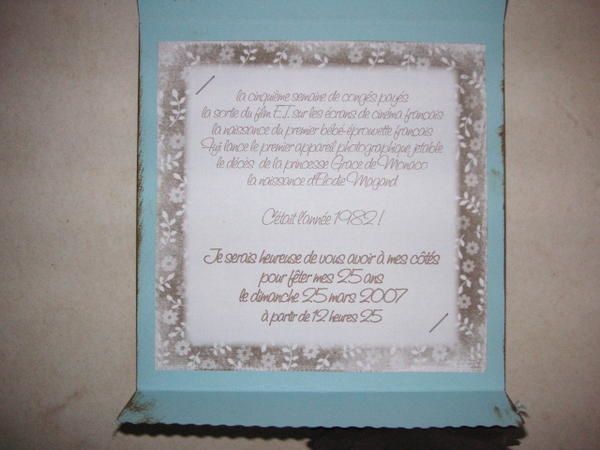 la cinquième semaine de congés payés
la sortie du film E.T. sur les écrans de cinéma français
la naissance du premier bébé-éprouvette français
Fuji lance le premier appareil photographique jetable
le décès de la princesse Grace de Monaco
la naissance d'Elodie Magand
C'était l'année 1982 !
Je serais heureuse de vous avoir à mes côtés
pour fêter mes 25 ans
le dimanche 25 mars 2007
à partir de 12 heures 25